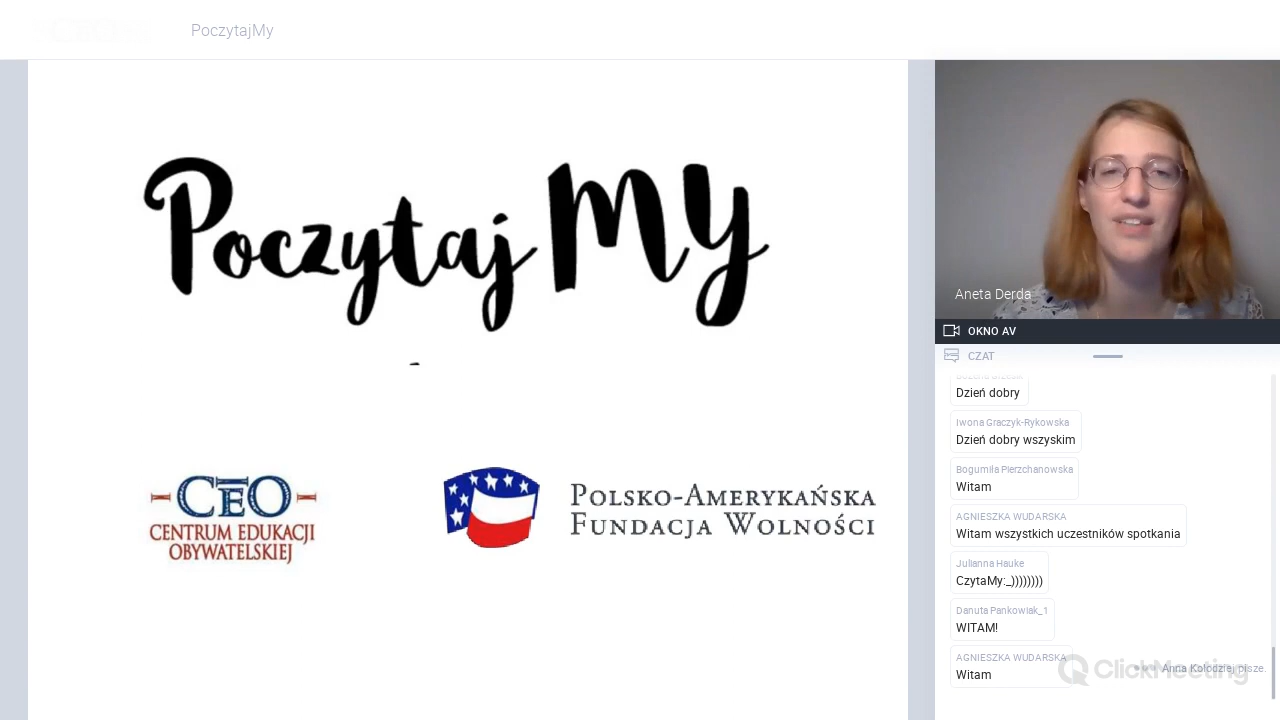 PoczytajMy
Poczytaj MY
CEO
CENTRUM EDUKACJI
OBYWATELSKIEJ
POLSKO-AMERYKAŃSKA
FUNDACJA WOLNOŚCI
Aneta Derda
OKNO AV
CZAT
Dzień dobry
Iwona Graczyk-Rykowska
Dzień dobry wszyskim
Bogumiła Pierzchanowska
Witam
AGNIESZKA WUDARSKA
Witam wszystkich uczestników spotkania
Julianna Hauke
CzytaMy:_))))))))
Danuta Pankowiak_1
WITAM!
AGNIESZKA WUDARSKA
Witam
ClickMeeting
Anna Kołodziej pisze.